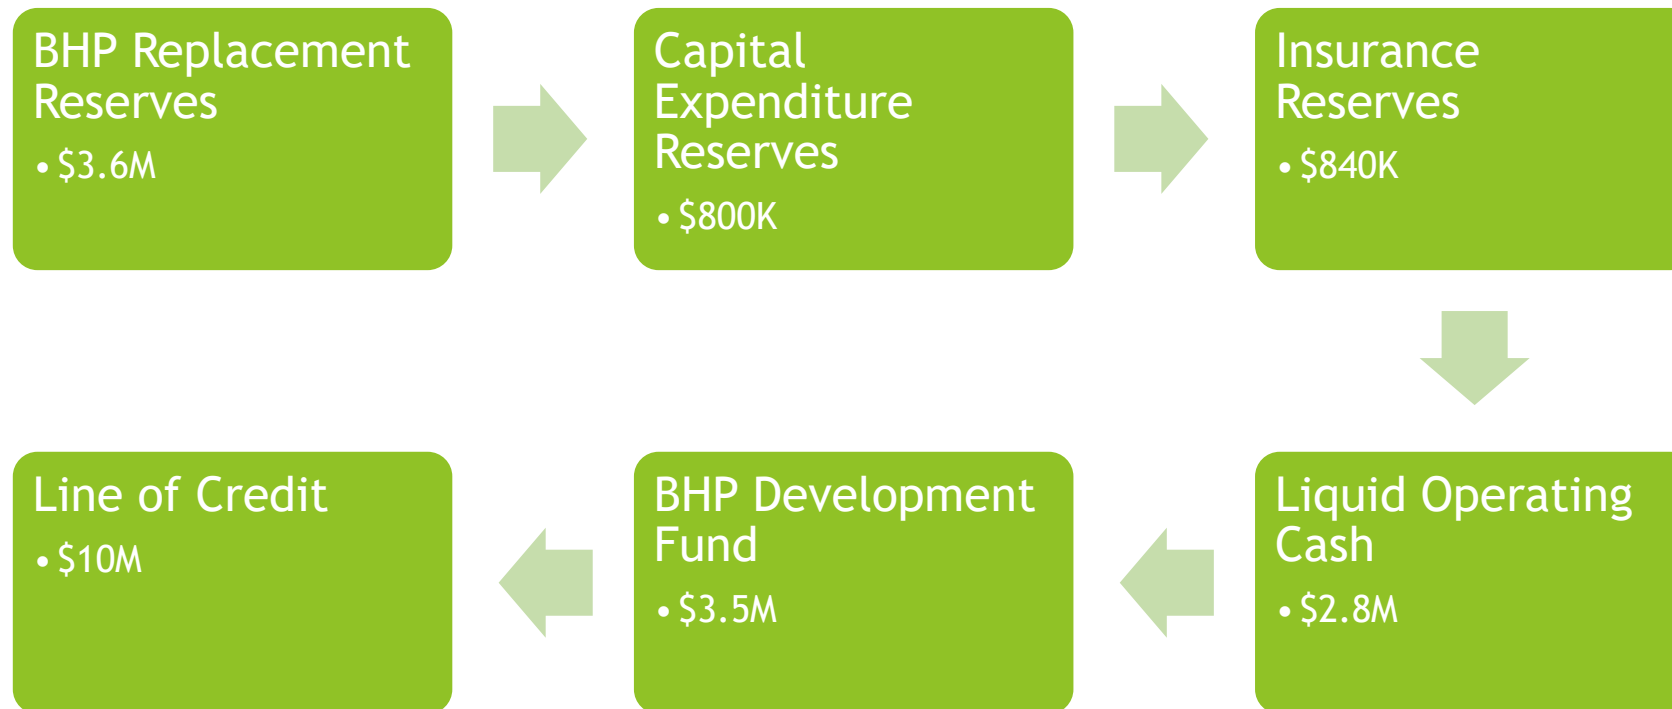 BHP Replacement
Reserves
• $3.6M
Capital
Expenditure
Reserves
• $800K
Insurance
Reserves
• $840K
Liquid Operating
Cash
• $2.8M
BHP Development
Fund
• $3.5M
Line of Credit
• $10M